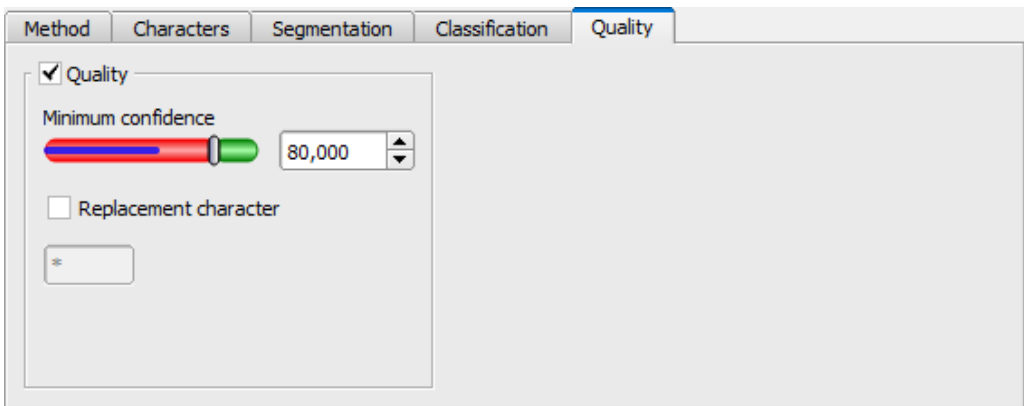 Method Characters Segmentation Classification Quality
Quality
Minimum confidence
80,000
Replacement character
*